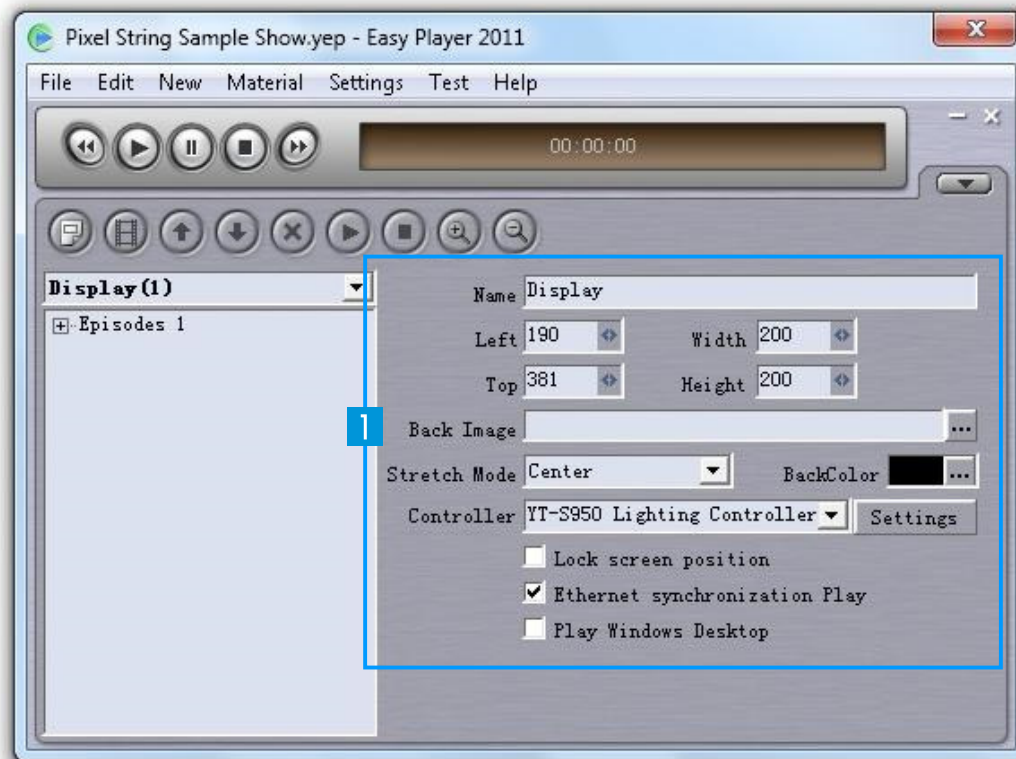 Pixel String Sample Show.yep - Easy Player 2011
File Edit New Material Settings Test Help
00:00:00
Display(1)
Episodes 1
Name Display
Left 190 Width 200
Top 381 Height 200
1
Back Image ...
Stretch Mode Center BackColor ...
Controller YT-S950 Lighting Controller Settings
Lock screen position
Ethernet synchronization Play
Play Windows Desktop